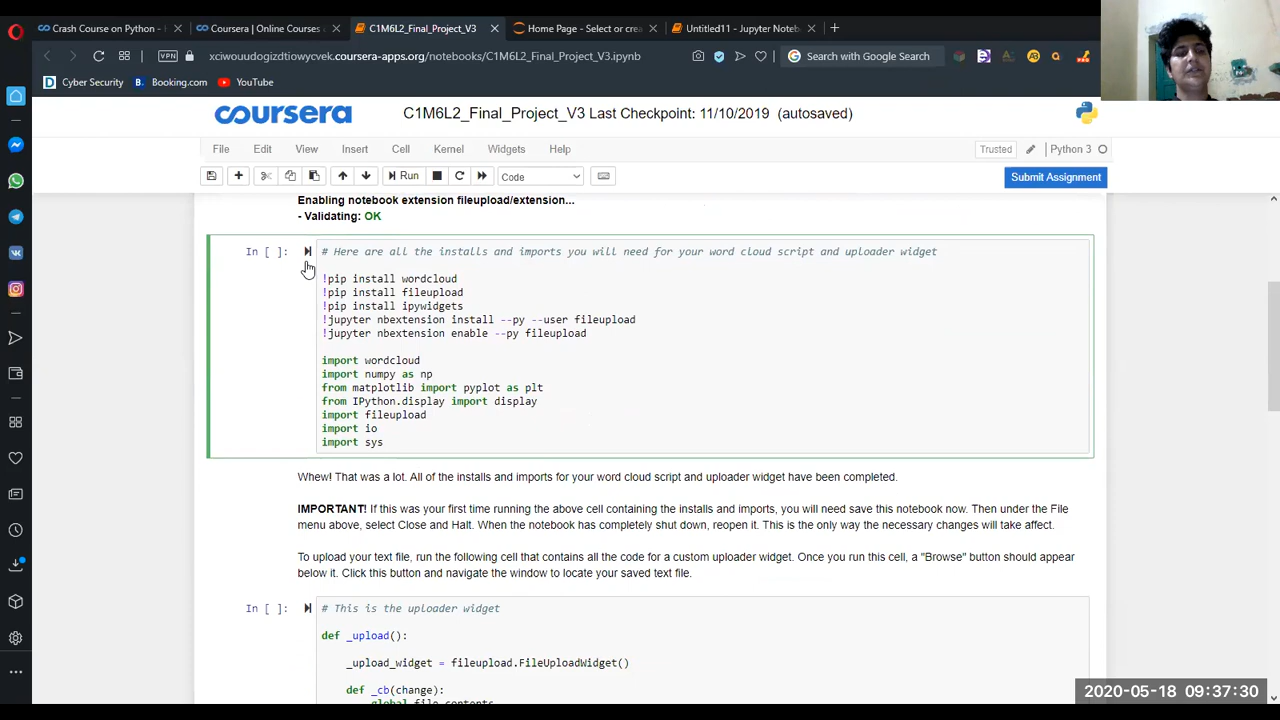 Crash Course on Python -
Coursera | Online Courses
C1M6L2_Final_Project_V3
Home Page - Select or crea
Untitled11 - Jupyter Noteb
VPN
xciwouudogizdtiowycvek.coursera-apps.org/notebooks/C1M6L2_Final_Project_V3.ipynb
Search with Google Search
Cyber Security
Booking.com
YouTube
coursera
C1M6L2_Final_Project_V3 Last Checkpoint: 11/10/2019 (autosaved)
File Edit View Insert Cell Kernel Widgets Help
Trusted
Python 3
Run
Code
Submit Assignment
Enabling notebook extension fileupload/extension...
- Validating: OK
In [ ]:
# Here are all the installs and imports you will need for your word cloud script and uploader widget
!pip install wordcloud
!pip install fileupload
!pip install ipywidgets
!jupyter nbextension install --py --user fileupload
!jupyter nbextension enable --py fileupload
import wordcloud
import numpy as np
from matplotlib import pyplot as plt
from IPython.display import display
import fileupload
import io
import sys
Whew! That was a lot. All of the installs and imports for your word cloud script and uploader widget have been completed.
IMPORTANT! If this was your first time running the above cell containing the installs and imports, you will need save this notebook now. Then under the File
menu above, select Close and Halt. When the notebook has completely shut down, reopen it. This is the only way the necessary changes will take affect.
To upload your text file, run the following cell that contains all the code for a custom uploader widget. Once you run this cell, a "Browse" button should appear
below it. Click this button and navigate the window to locate your saved text file.
In [ ]:
# This is the uploader widget
def _upload():
_upload_widget = fileupload.FileUploadWidget()
def _cb(change):
global file_contents
2020-05-18 09:37:30